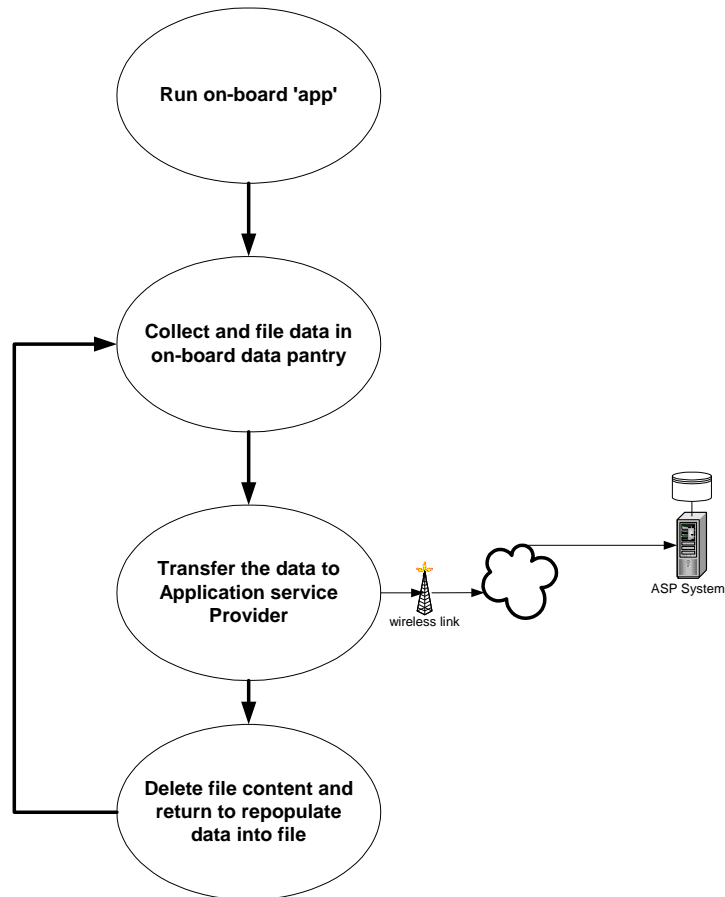 Run on-board 'app'
Collect and file data in
on-board data pantry
Transfer the data to
Application service
Provider
wireless link
ASP System
Delete file content and
return to repopulate
data into file